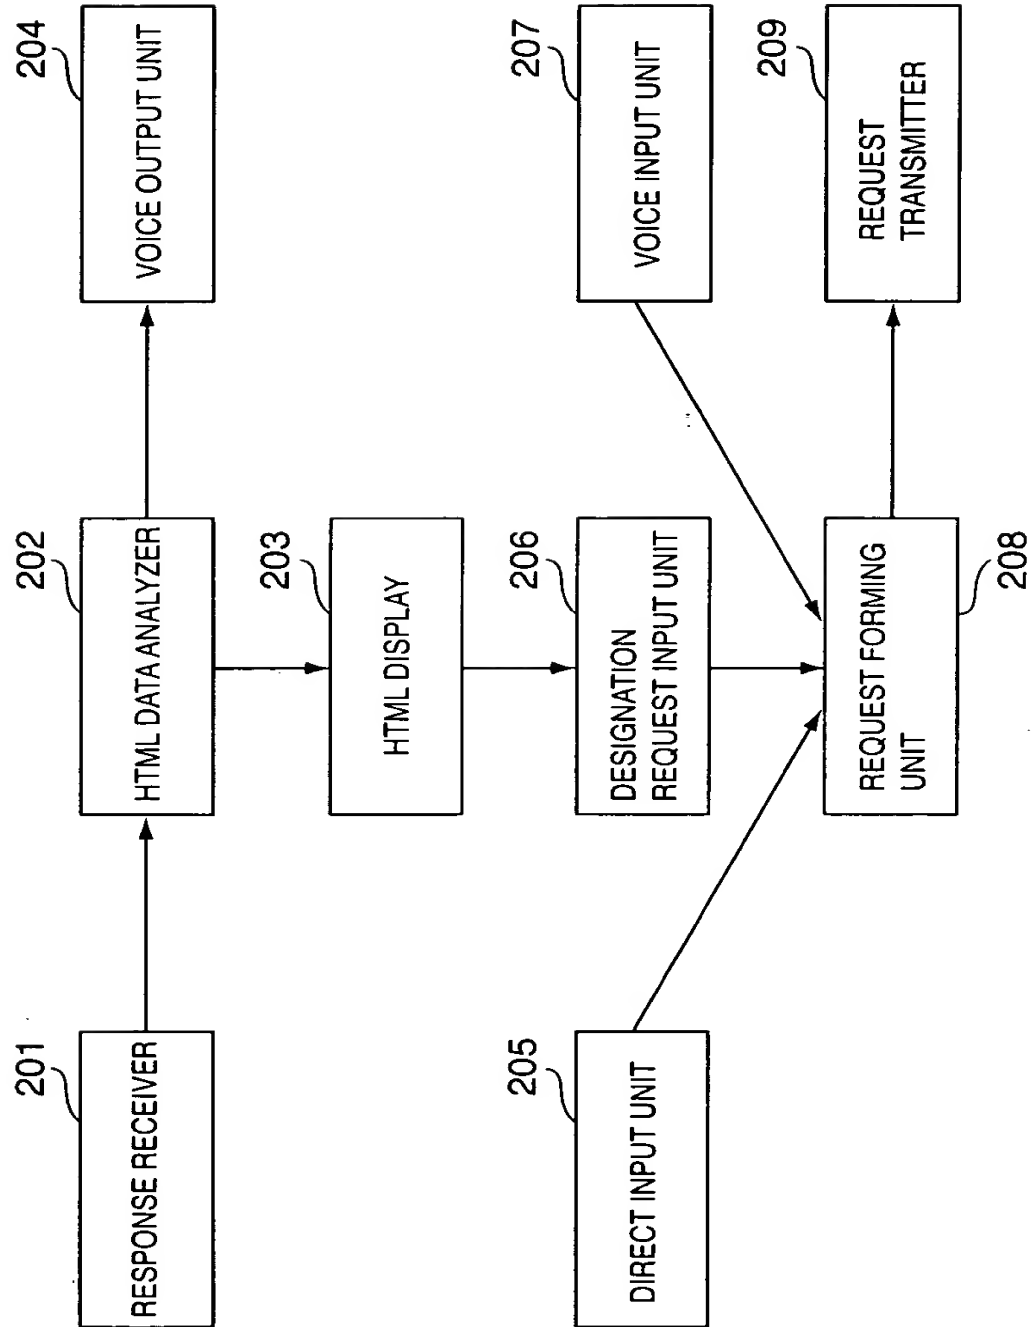 201
RESPONSE RECEIVER
202
HTML DATA ANALYZER
204
VOICE OUTPUT UNIT
203
HTML DISPLAY
205
DIRECT INPUT UNIT
206
DESIGNATION
REQUEST INPUT UNIT
207
VOICE INPUT UNIT
REQUEST FORMING
UNIT
208
209
REQUEST
TRANSMITTER